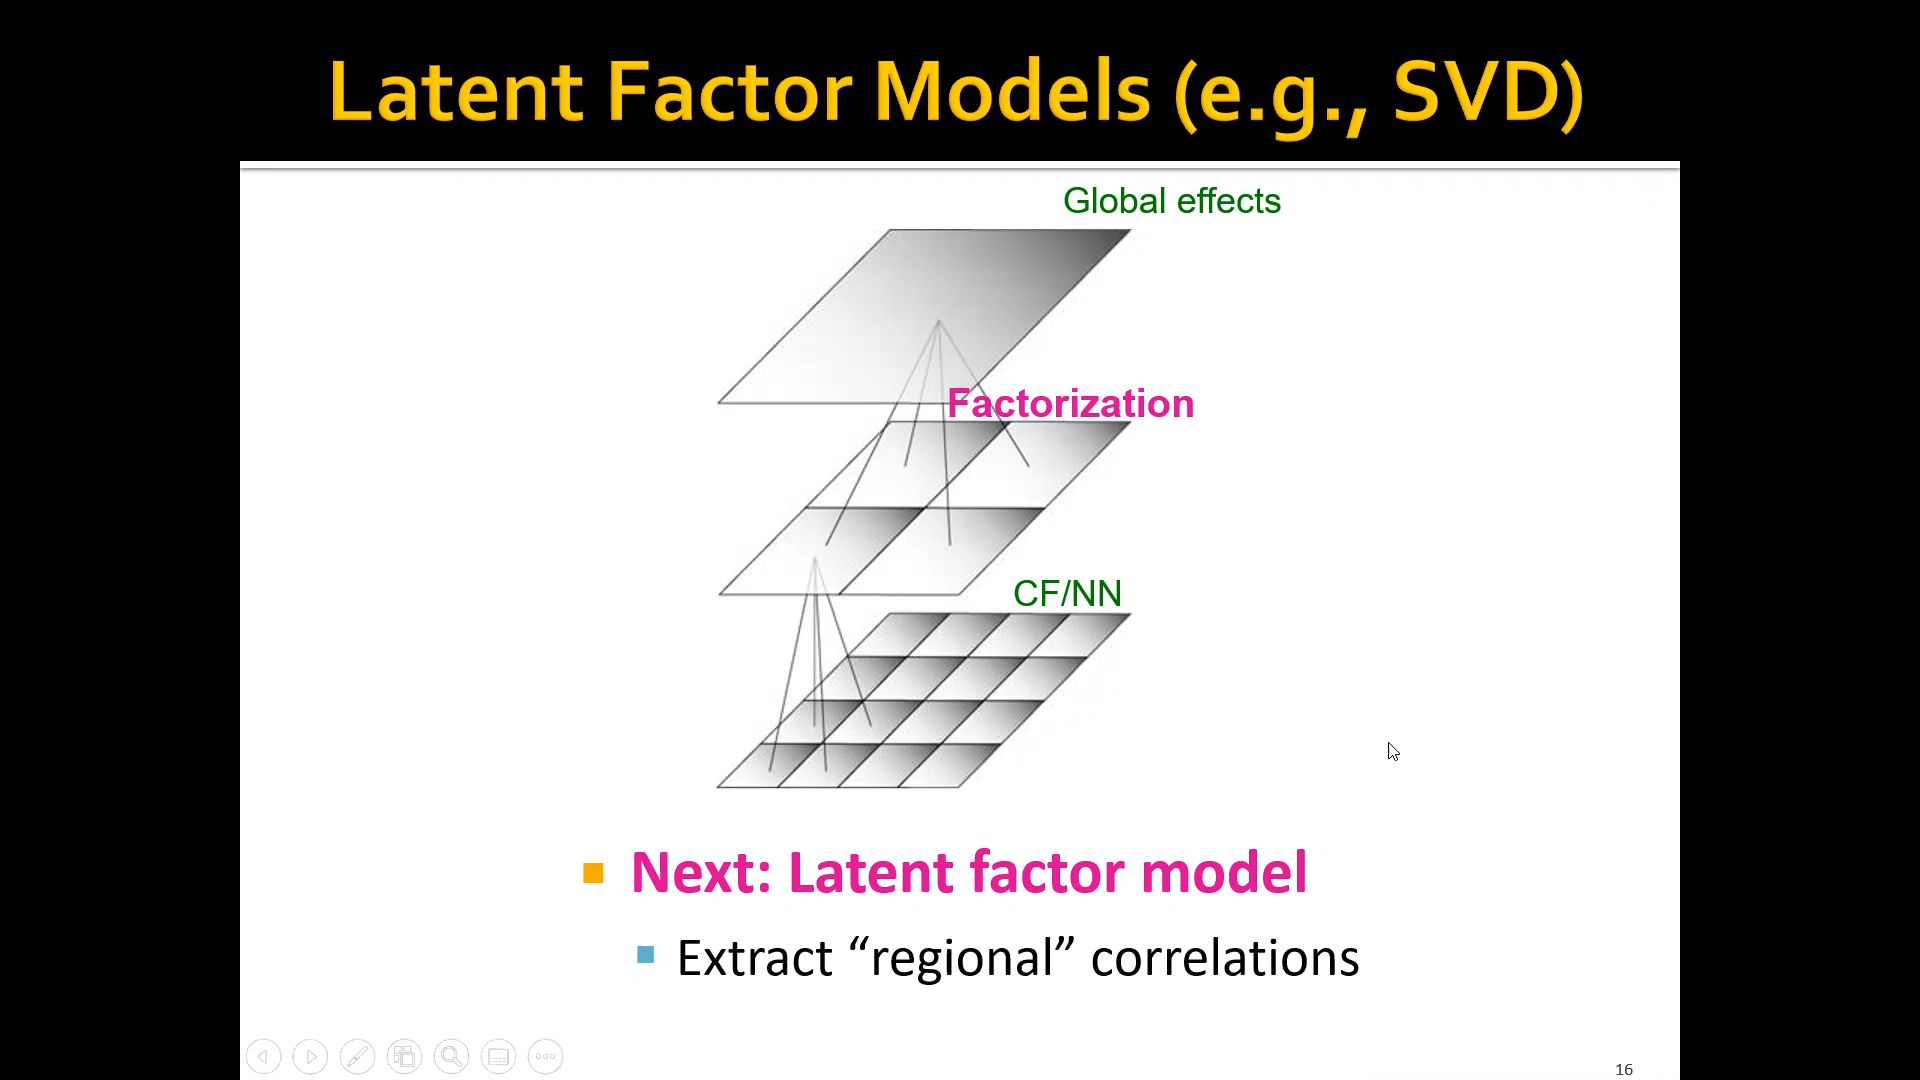 Latent Factor Models (e.g., SVD)
Global effects
Factorization
CF/NN
Next: Latent factor model
Extract “regional” correlations
16